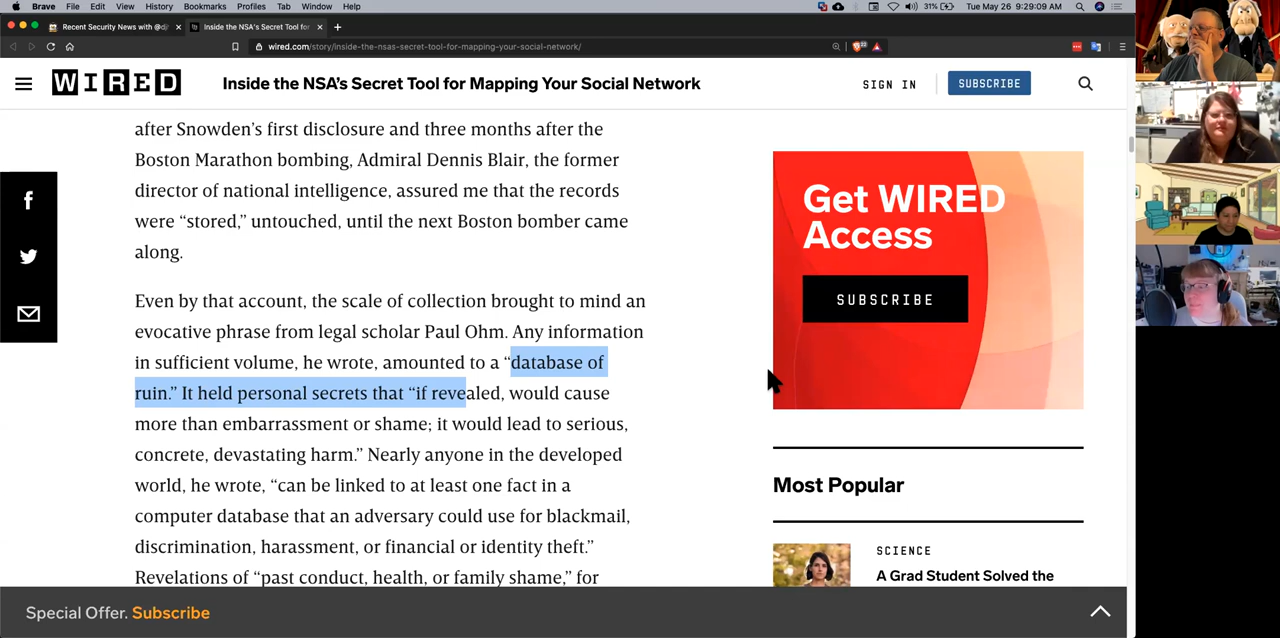 Brave File Edit View History Bookmarks Profiles Tab Window Help
31% Tue May 26 9:29:09 AM
Recent Security News with @dj
Inside the NSA's Secret Tool for
wired.com/story/inside-the-nsas-secret-tool-for-mapping-your-social-network/
WIRED
Inside the NSA’s Secret Tool for Mapping Your Social Network
SIGN IN
SUBSCRIBE
after Snowden’s first disclosure and three months after the
Boston Marathon bombing, Admiral Dennis Blair, the former
director of national intelligence, assured me that the records
were “stored,” untouched, until the next Boston bomber came
along.
Even by that account, the scale of collection brought to mind an
evocative phrase from legal scholar Paul Ohm. Any information
in sufficient volume, he wrote, amounted to a “database of
ruin.” It held personal secrets that “if revealed, would cause
more than embarrassment or shame; it would lead to serious,
concrete, devastating harm.” Nearly anyone in the developed
world, he wrote, “can be linked to at least one fact in a
computer database that an adversary could use for blackmail,
discrimination, harassment, or financial or identity theft.”
Revelations of “past conduct, health, or family shame,” for
Get WIRED
Access
SUBSCRIBE
Most Popular
SCIENCE
A Grad Student Solved the
Special Offer. Subscribe